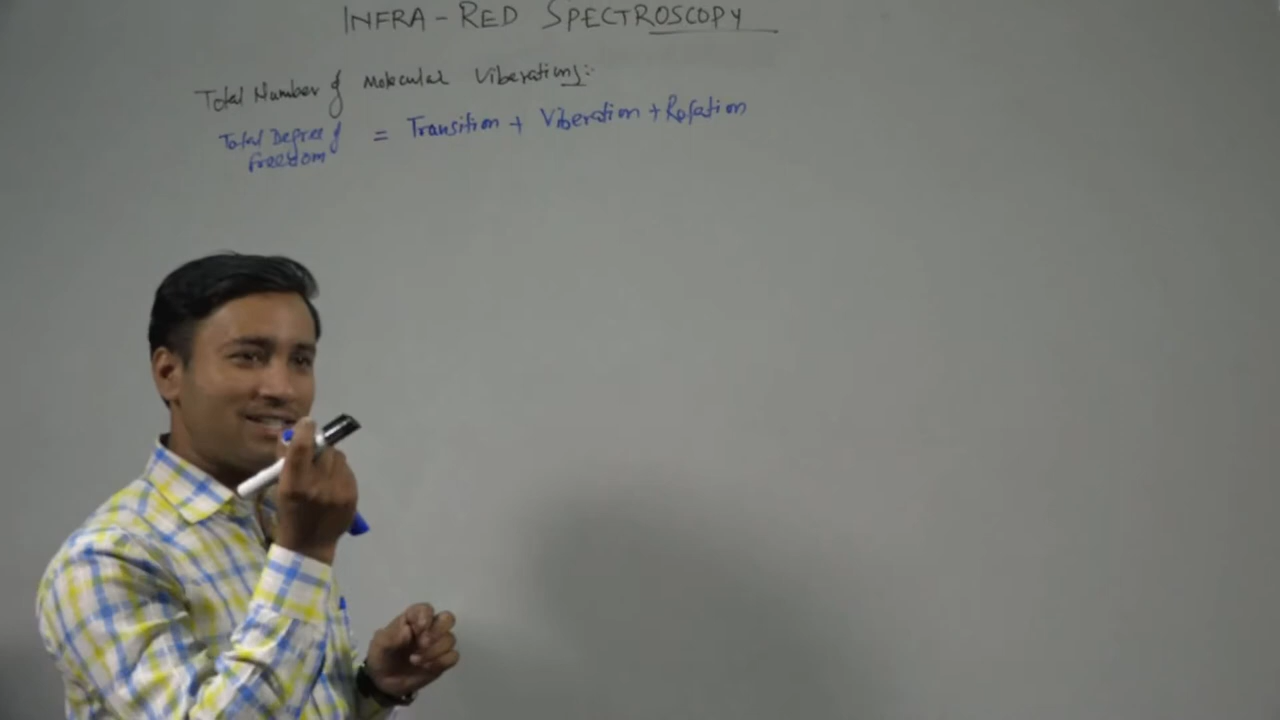 INFRA-RED SPECTROSCOPY
Total Number of Molecular Viberations:-
Total Degree of Freedom = Transition + Viberation + Rotation